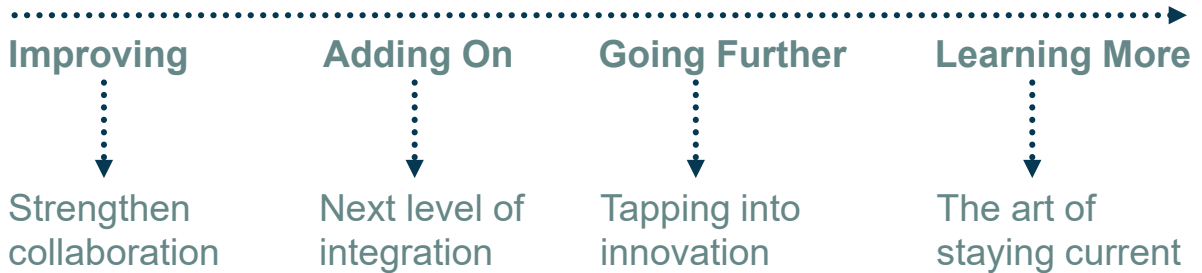 Improving
Adding On
Going Further
Learning More
Strengthen
collaboration
Next level of
integration
Tapping into
innovation
The art of
staying current